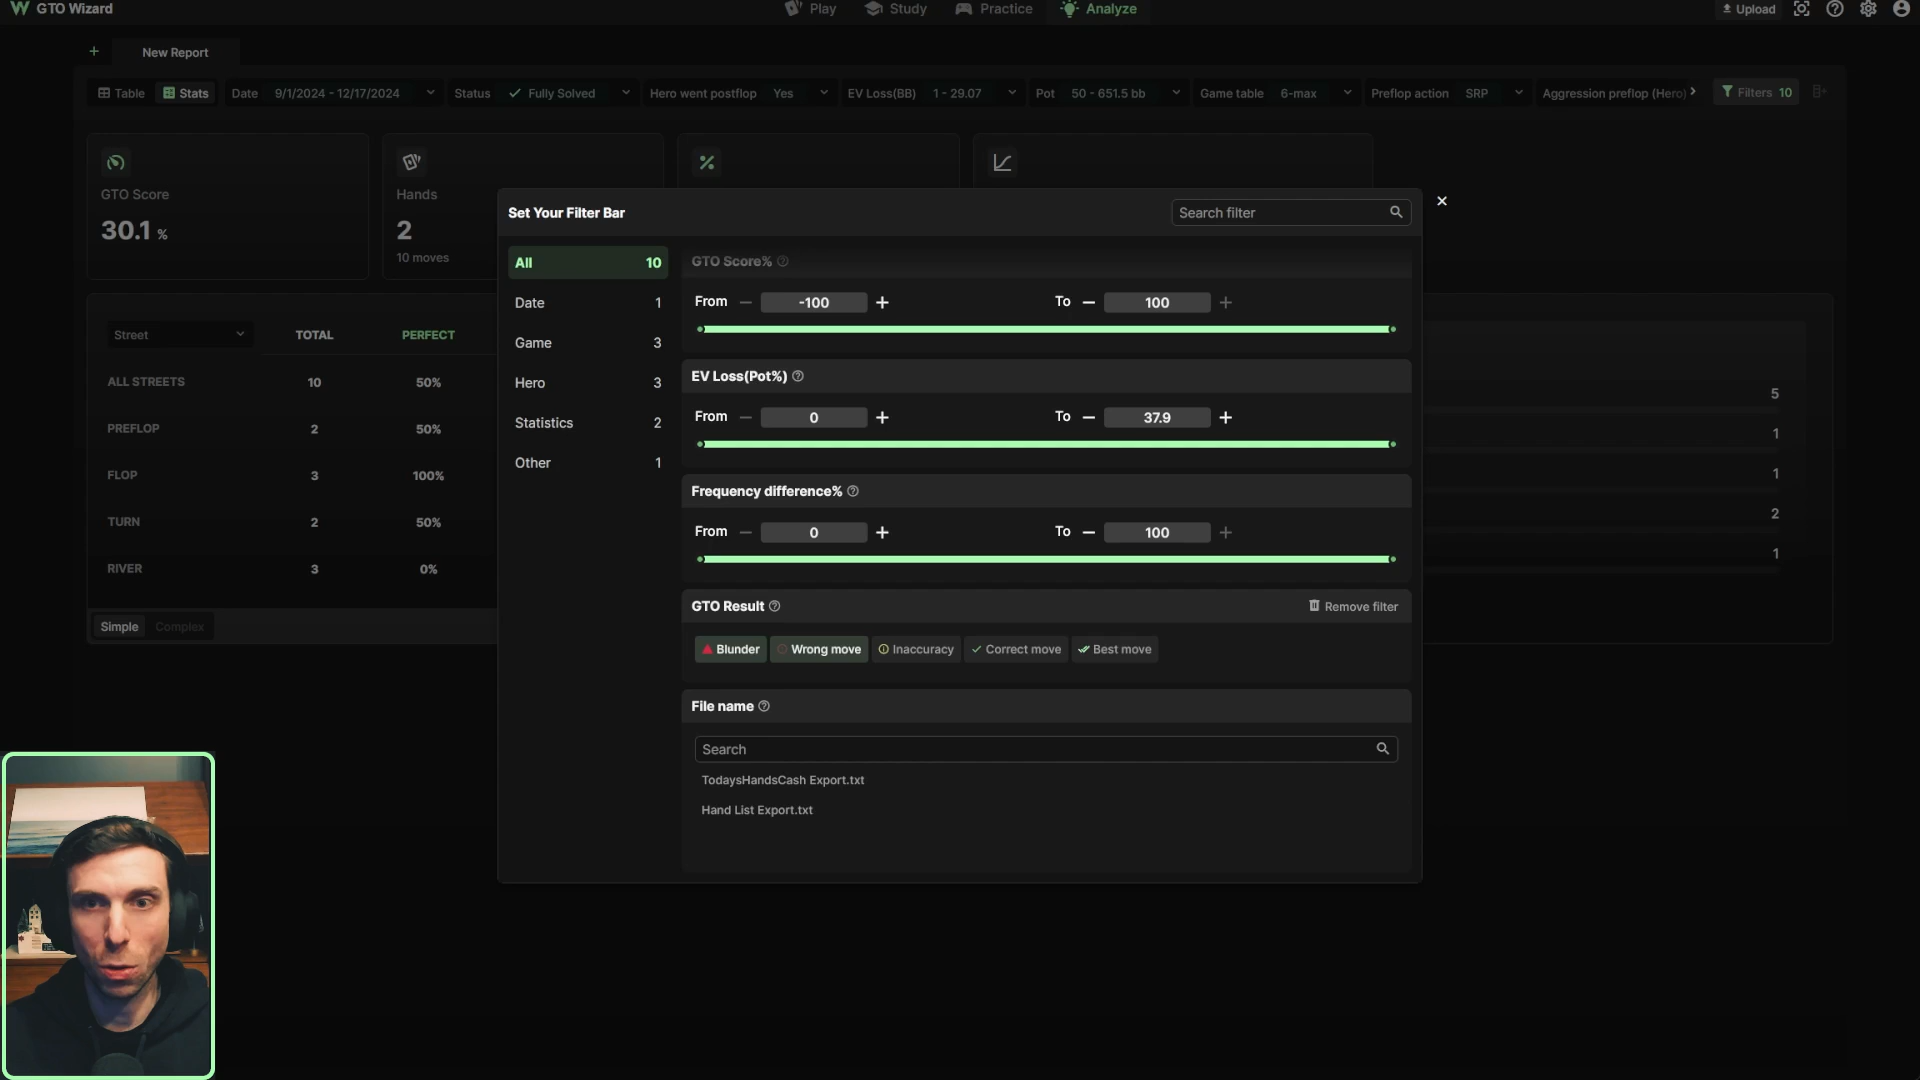 GTO Wizard
Play
Study
Practice
Analyze
Upload
+
New Report
Table
Stats
Date 9/1/2024 - 12/17/2024
Status Fully Solved
Hero went postflop Yes
EV Loss(BB) 1 - 29.07
Pot 50 - 651.5 bb
Game table 6-max
Preflop action SRP
Aggression preflop (Hero)
Filters 10
GTO Score
30.1 %
Hands
2
10 moves
Street TOTAL PERFECT
ALL STREETS 10 50%
PREFLOP 2 50%
FLOP 3 100%
TURN 2 50%
RIVER 3 0%
Simple Complex
Set Your Filter Bar
Search filter
All 10
Date 1
Game 3
Hero 3
Statistics 2
Other 1
GTO Score%
From -100 To 100
EV Loss(Pot%)
From 0 To 37.9
Frequency difference%
From 0 To 100
GTO Result
Remove filter
Blunder Wrong move Inaccuracy Correct move Best move
File name
Search
TodaysHandsCash Export.txt
Hand List Export.txt
5
1
1
2
1